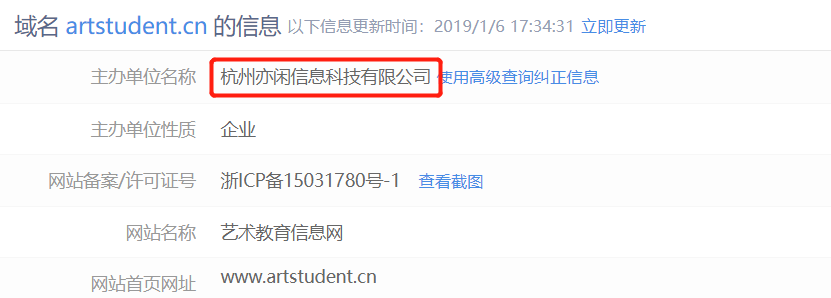 域名 artstudent.cn 的信息 以下信息更新时间：2019/1/6 17:34:31 立即更新
主办单位名称 杭州亦闲信息科技有限公司 使用高级查询纠正信息
主办单位性质 企业
网站备案/许可证号 浙ICP备15031780号-1 查看截图
网站名称 艺术教育信息网
网站首页网址 www.artstudent.cn